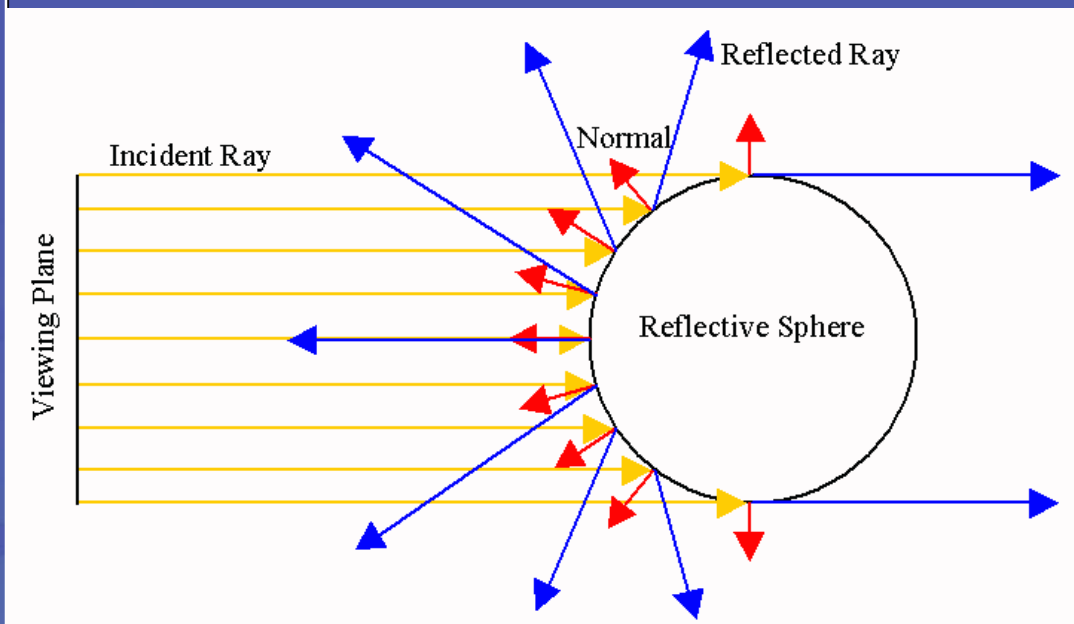 Reflected Ray
Normal
Incident Ray
Viewing Plane
Reflective Sphere